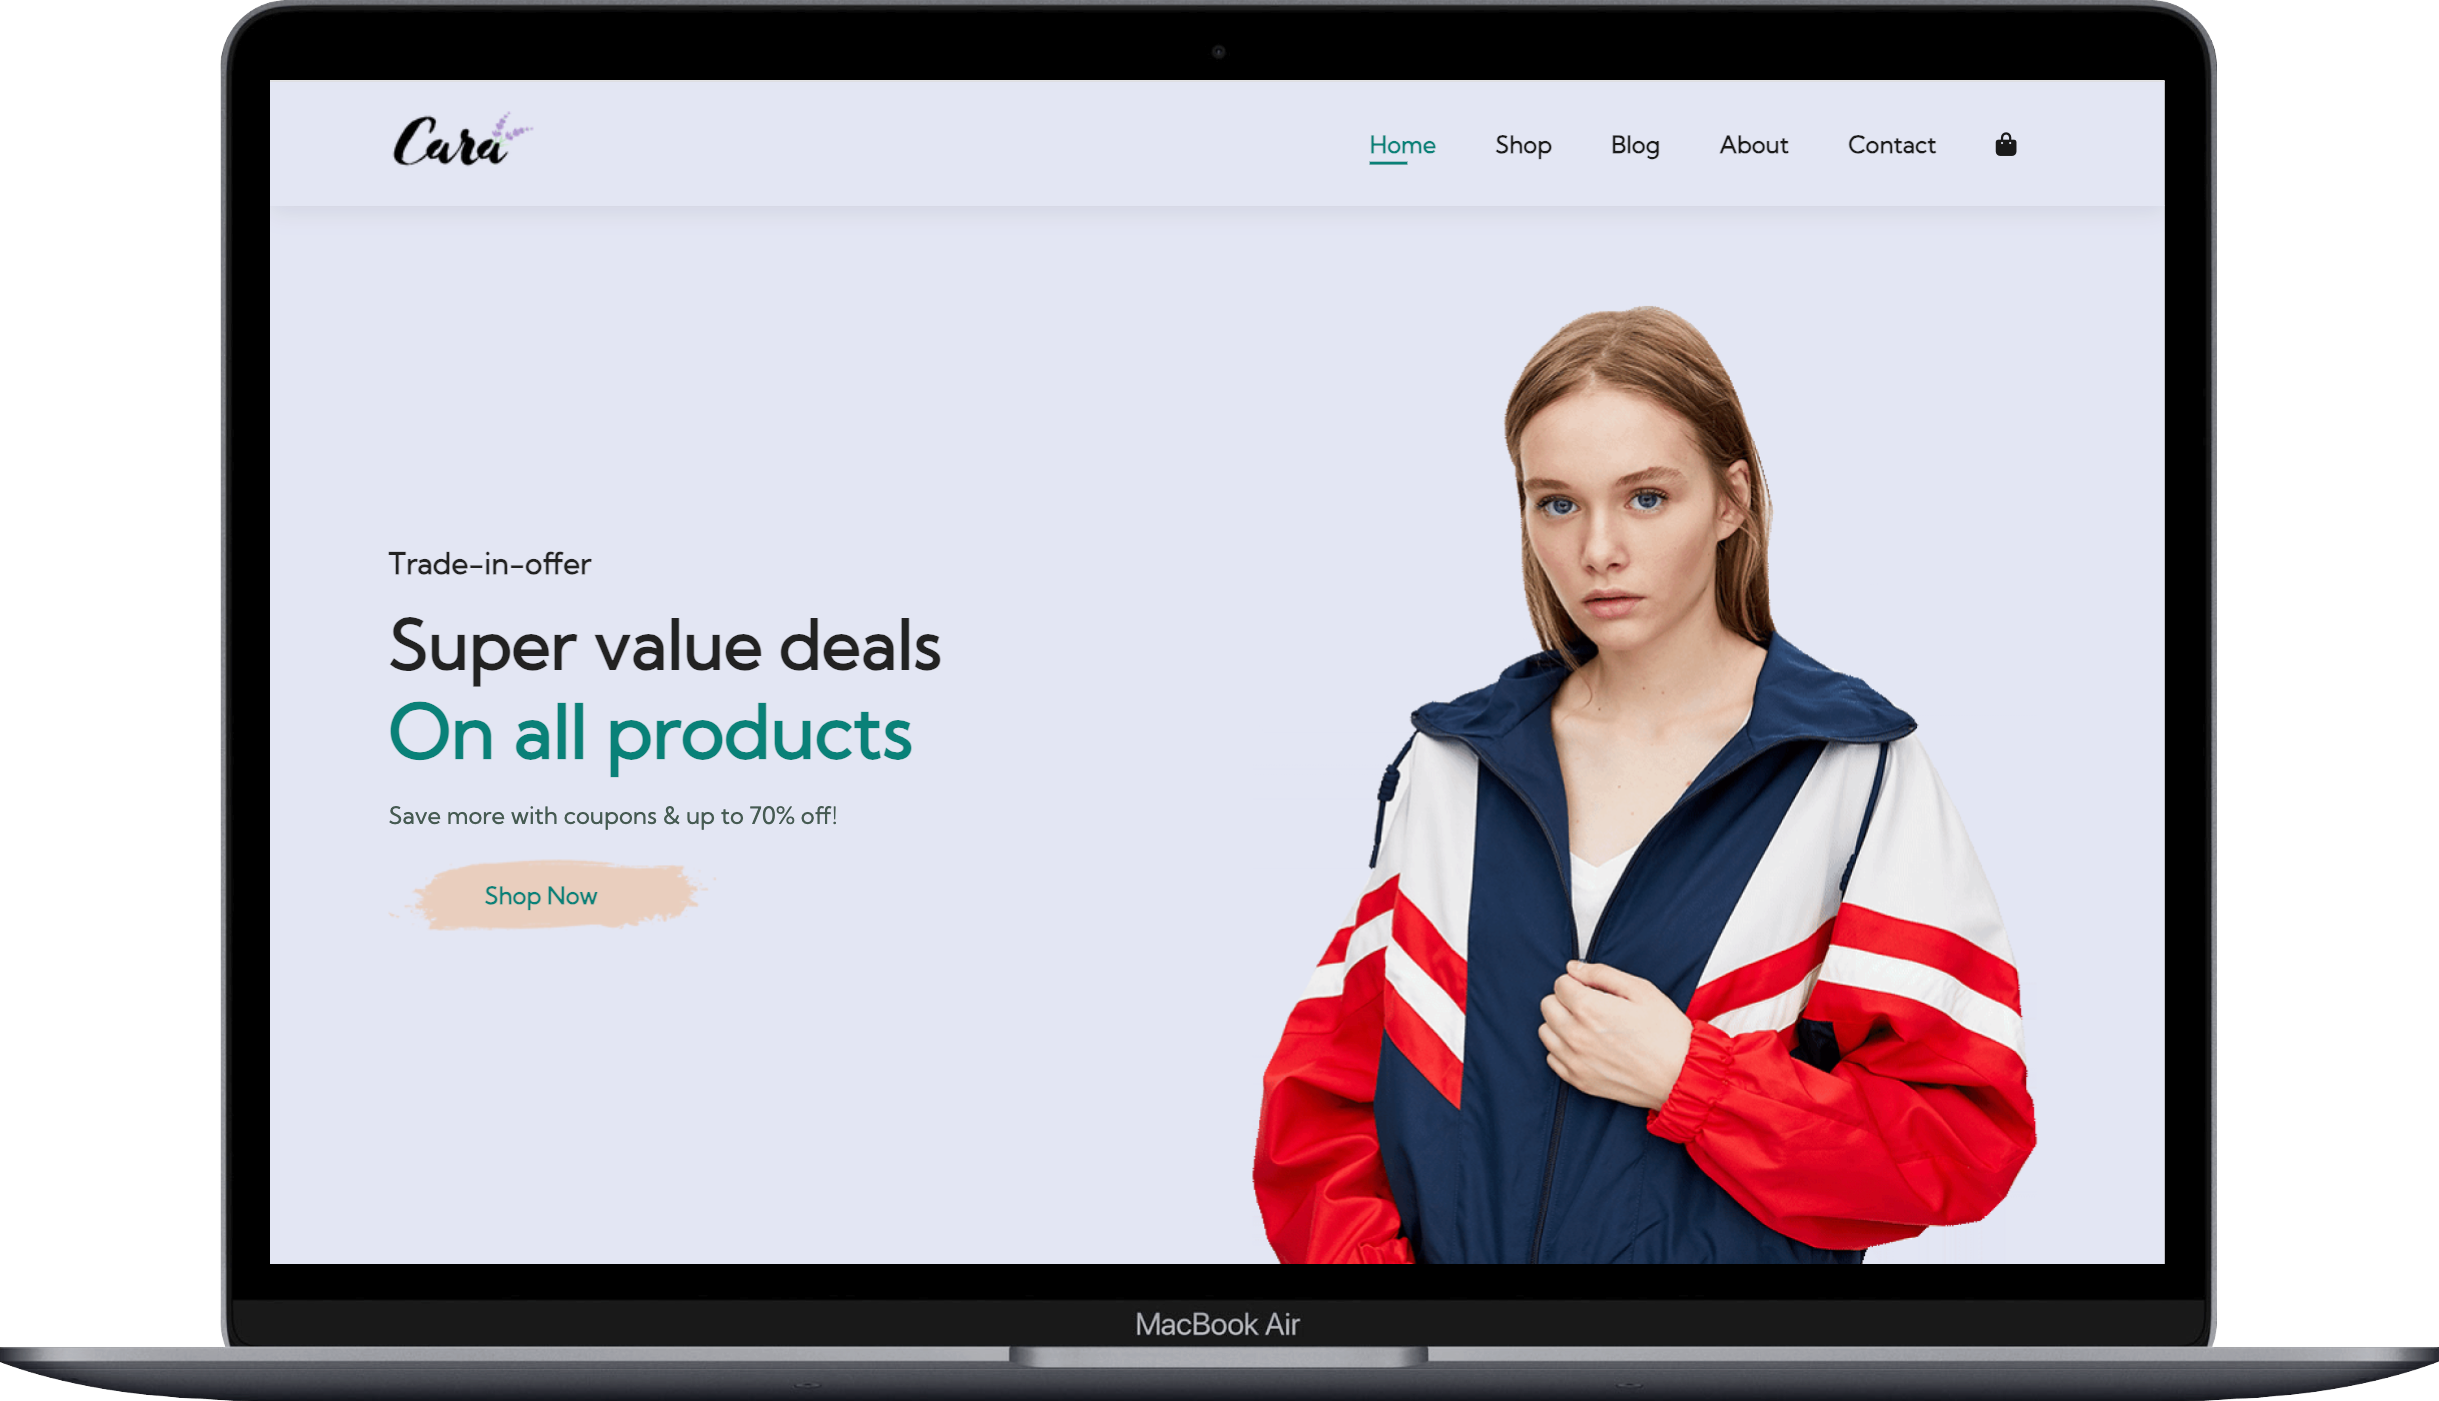 Cara
Home Shop Blog About Contact
Trade-in-offer
Super value deals
On all products
Save more with coupons & up to 70% off!
Shop Now
MacBook Air